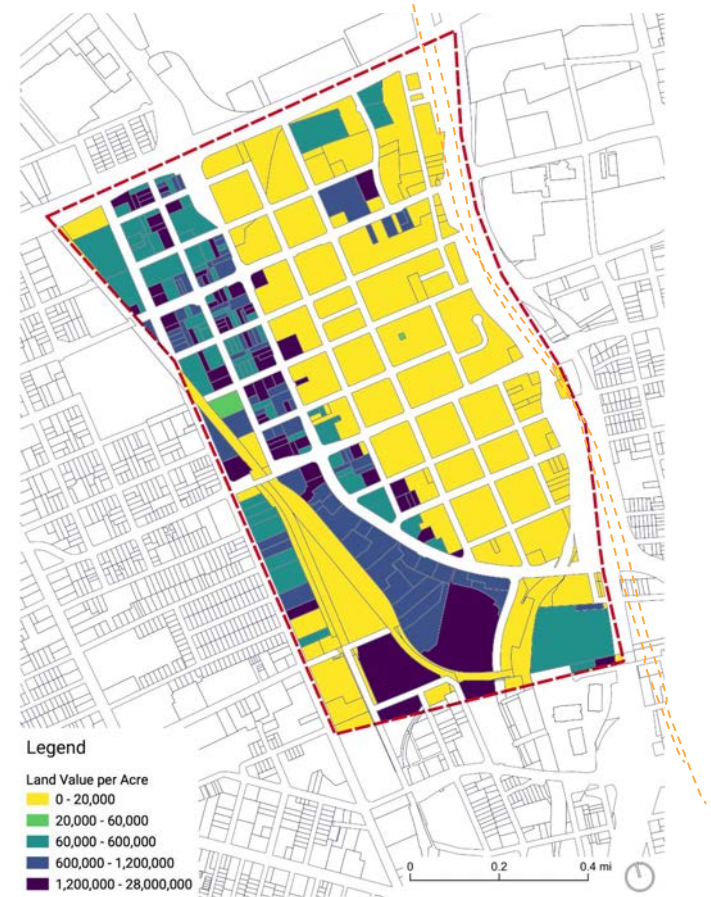 Legend
Land Value per Acre
0 - 20,000
20,000 - 60,000
60,000 - 600,000
600,000 - 1,200,000
1,200,000 - 28,000,000
0 0.2 0.4 mi